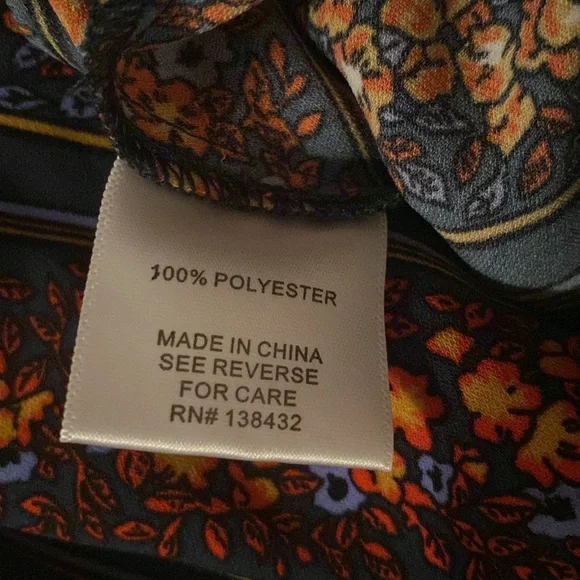 100% POLYESTER
MADE IN CHINA
SEE REVERSE
FOR CARE
RN# 138432